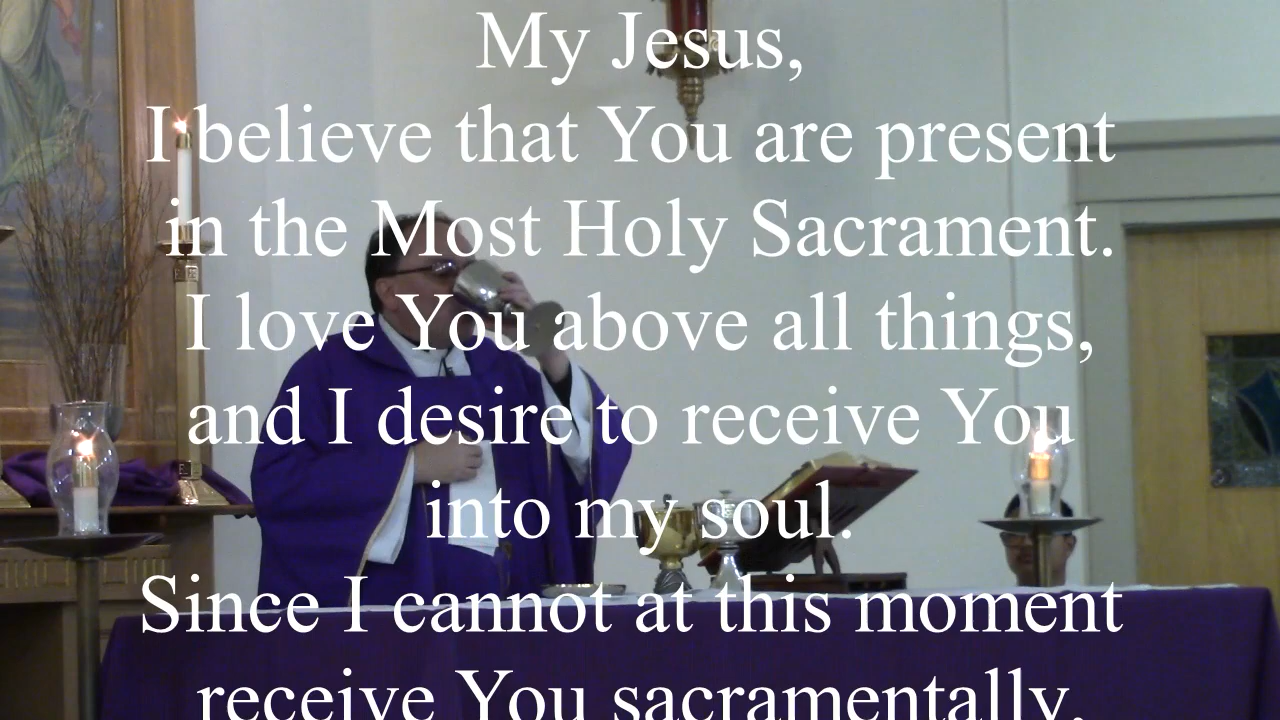 My Jesus,
I believe that You are present
in the Most Holy Sacrament.
I love You above all things,
and I desire to receive You
into my soul.
Since I cannot at this moment
receive You sacramentally,